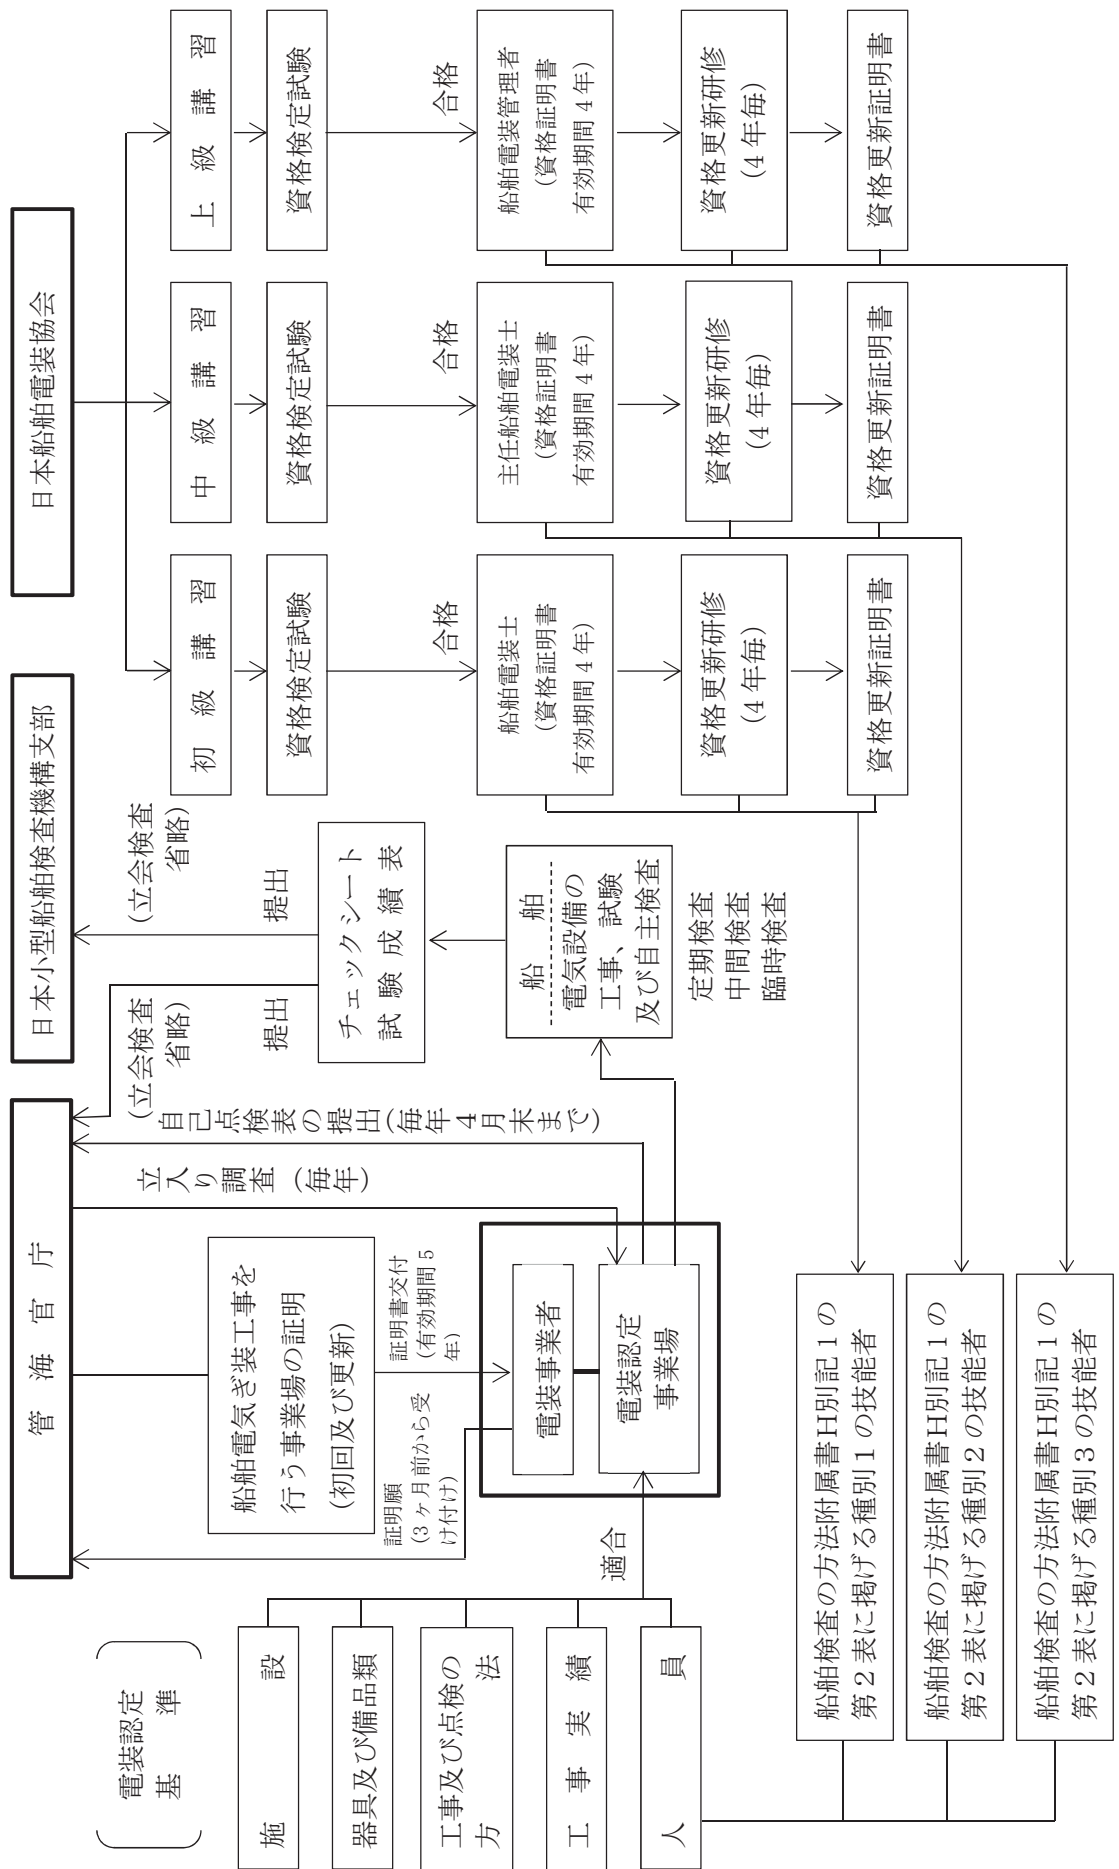 電装認定
基準
施設
器具及び備品類
工事及び点検の
方法
工事実績
人員
適合
管海官庁
船舶電気ぎ装工事を
行う事業場の証明
(初回及び更新)
証明願
(3ヶ月前から受
け付け)
証明書交付
(有効期間5
年)
電装事業者
電装認定
事業場
立入り調査(毎年)
自己点検表の提出(毎年4月末まで)
(立会検査
省略)
提出
日本小型船舶検査機構支部
(立会検査
省略)
提出
チェックシート
試験成績表
船舶
電気設備の
工事、試験
及び自主検査
定期検査
中間検査
臨時検査
日本船舶電装協会
初級講習
資格検定試験
合格
船舶電装士
(資格証明書
有効期間4年)
資格更新研修
(4年毎)
資格更新証明書
中級講習
資格検定試験
合格
主任船舶電装士
(資格証明書
有効期間4年)
資格更新研修
(4年毎)
資格更新証明書
上級講習
資格検定試験
合格
船舶電装管理者
(資格証明書
有効期間4年)
資格更新研修
(4年毎)
資格更新証明書
船舶検査の方法附属書H別記1の
第2表に掲げる種別1の技能者
船舶検査の方法附属書H別記1の
第2表に掲げる種別2の技能者
船舶検査の方法附属書H別記1の
第2表に掲げる種別3の技能者